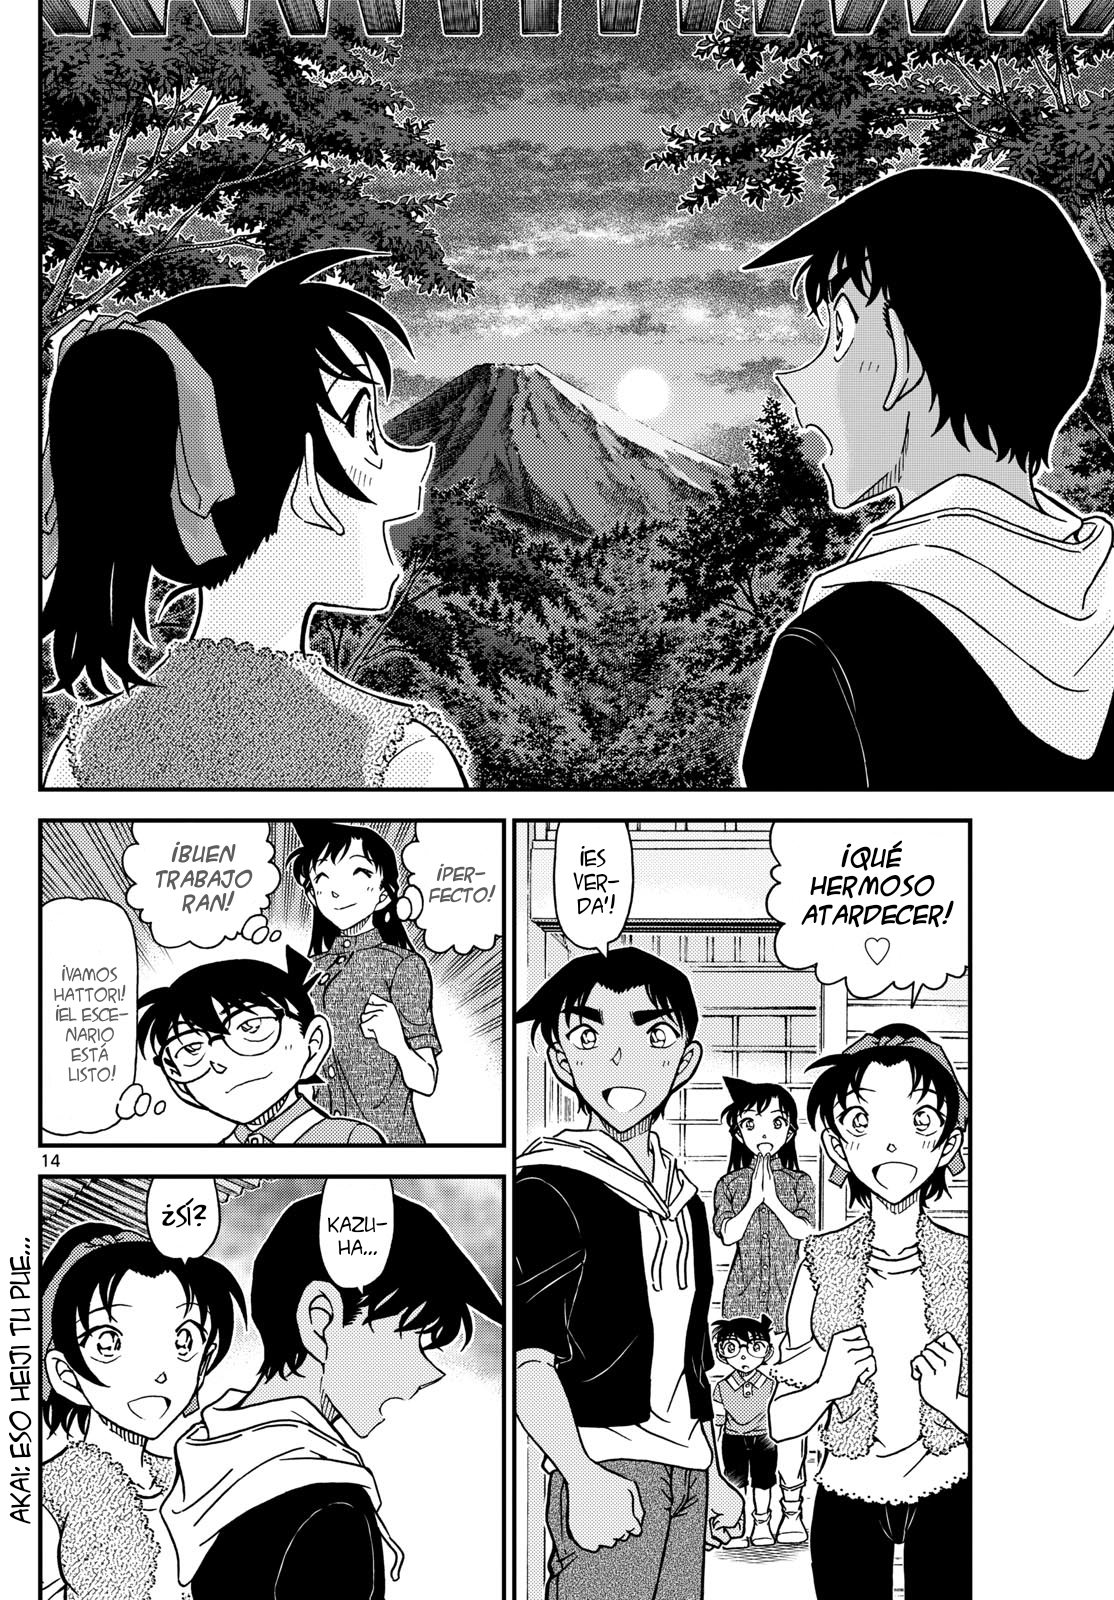 ¡QUÉ
HERMOSO
ATARDECER!
♡
¡ES
VER-
DA'!
¡PER-
FECTO!
¡BUEN
TRABAJO
RAN!
¡VAMOS
HATTORI!
¡EL ESCE-
NARIO
ESTÁ
LISTO!
14
KAZU-
HA...
¿SÍ?
AKAI: ESO HEIJI TU PUE...